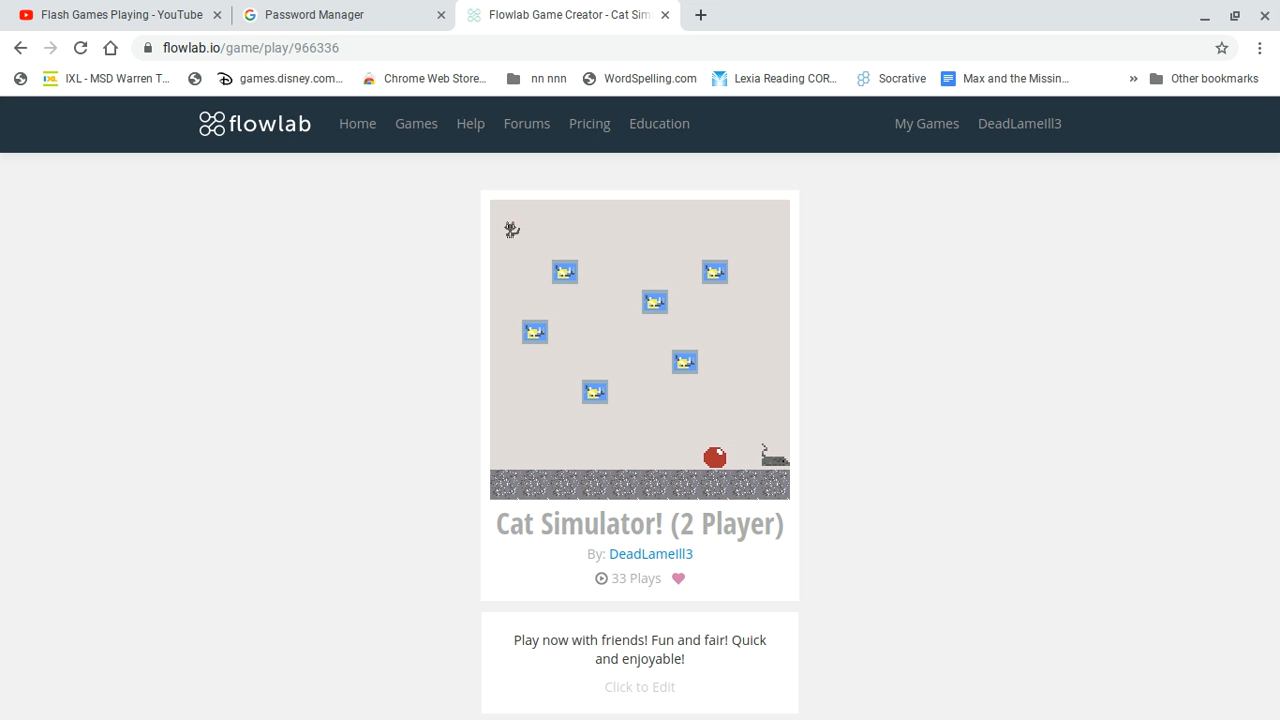 Flash Games Playing - YouTube
Password Manager
Flowlab Game Creator - Cat Sim
flowlab.io/game/play/966336
IXL - MSD Warren T...
games.disney.com...
Chrome Web Store...
nn nnn
WordSpelling.com
Lexia Reading COR...
Socrative
Max and the Missin...
»
Other bookmarks
flowlab
Home
Games
Help
Forums
Pricing
Education
My Games
DeadLameIll3
Cat Simulator! (2 Player)
By: DeadLameIll3
33 Plays
Play now with friends! Fun and fair! Quick
and enjoyable!
Click to Edit